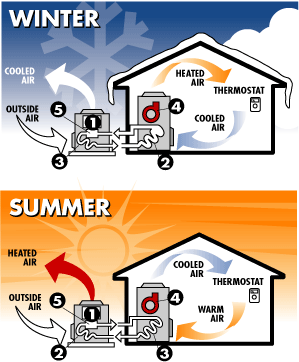 WINTER
COOLED
AIR
HEATED
AIR
THERMOSTAT
OUTSIDE
AIR
5
1
4
COOLED
AIR
3
2
SUMMER
HEATED
AIR
COOLED
AIR
THERMOSTAT
OUTSIDE
AIR
5
1
4
WARM
AIR
2
3